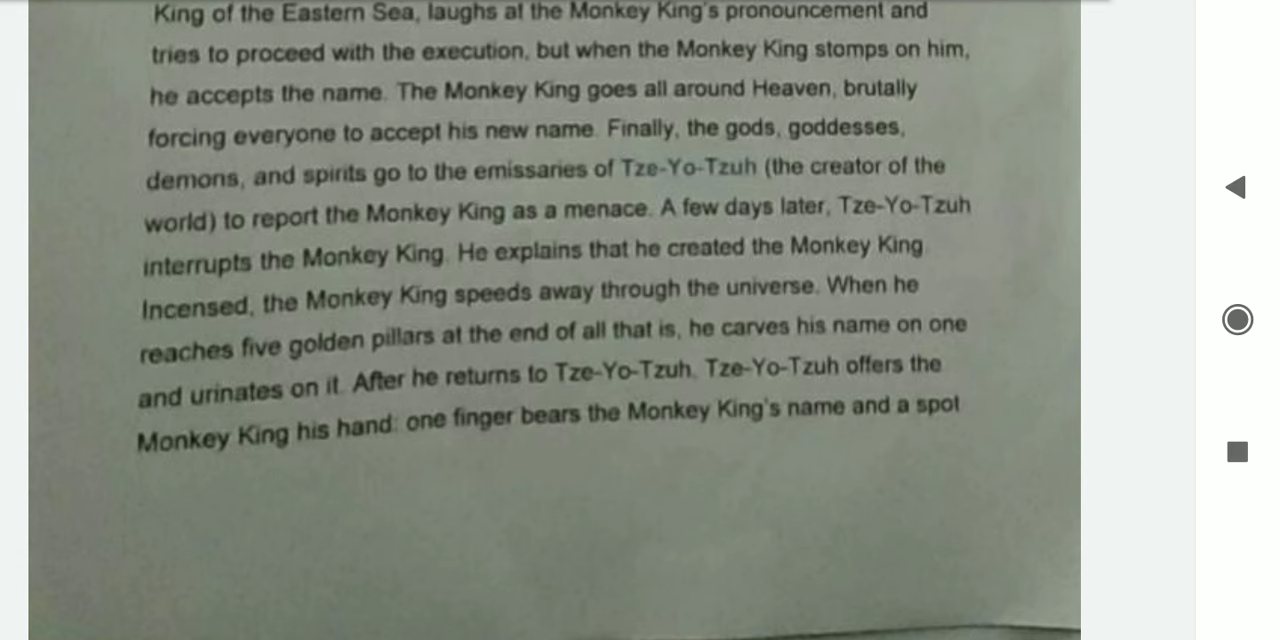 King of the Eastern Sea, laughs at the Monkey King's pronouncement and
tries to proceed with the execution, but when the Monkey King stomps on him,
he accepts the name. The Monkey King goes all around Heaven, brutally
forcing everyone to accept his new name. Finally, the gods, goddesses,
demons, and spirits go to the emissaries of Tze-Yo-Tzuh (the creator of the
world) to report the Monkey King as a menace. A few days later, Tze-Yo-Tzuh
interrupts the Monkey King. He explains that he created the Monkey King.
Incensed, the Monkey King speeds away through the universe. When he
reaches five golden pillars at the end of all that is, he carves his name on one
and urinates on it. After he returns to Tze-Yo-Tzuh, Tze-Yo-Tzuh offers the
Monkey King his hand: one finger bears the Monkey King's name and a spot